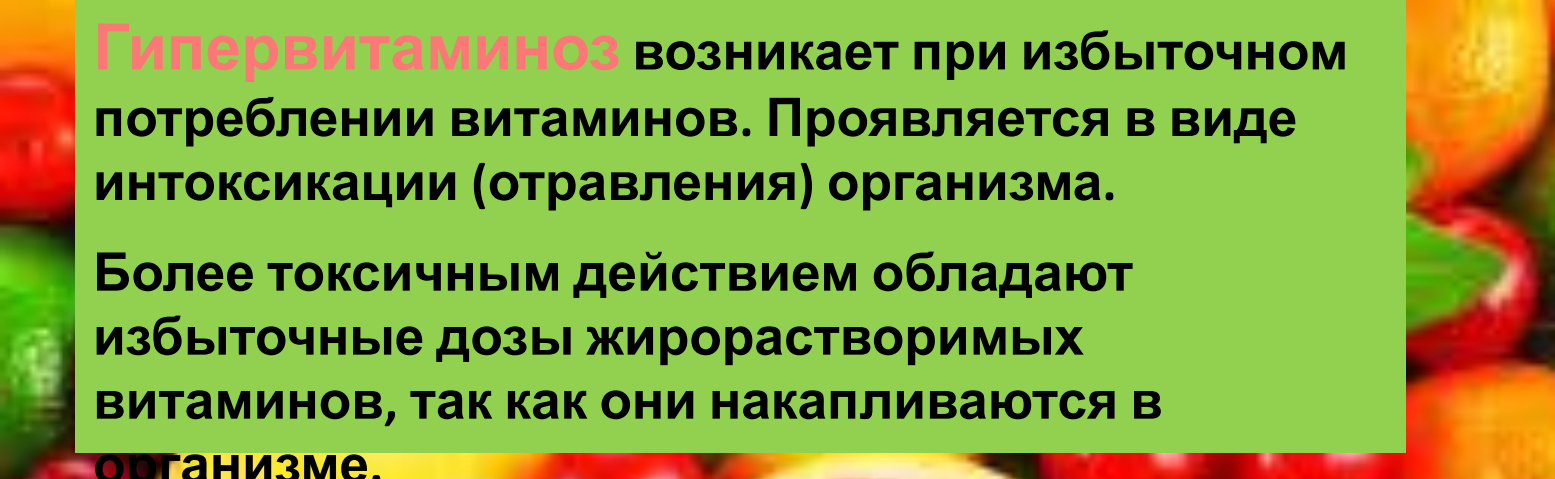 Гипервитаминоз возникает при избыточном
потреблении витаминов. Проявляется в виде
интоксикации (отравления) организма.
Более токсичным действием обладают
избыточные дозы жирорастворимых
витаминов, так как они накапливаются в
организме.